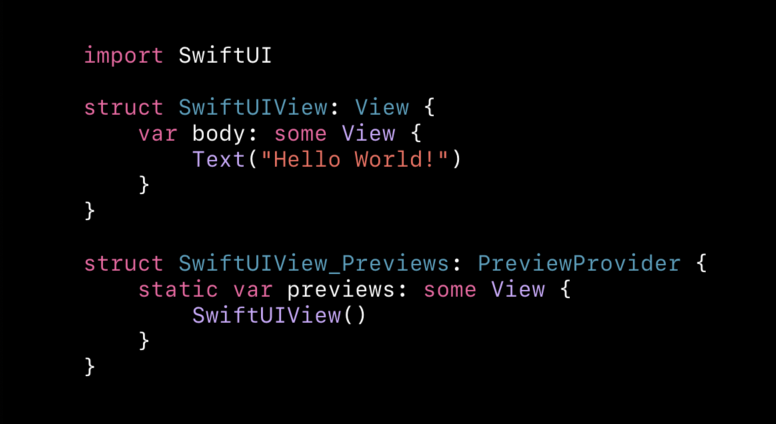 import SwiftUI
struct SwiftUIView: View {
    var body: some View {
        Text("Hello World!")
    }
}
struct SwiftUIView_Previews: PreviewProvider {
    static var previews: some View {
        SwiftUIView()
    }
}